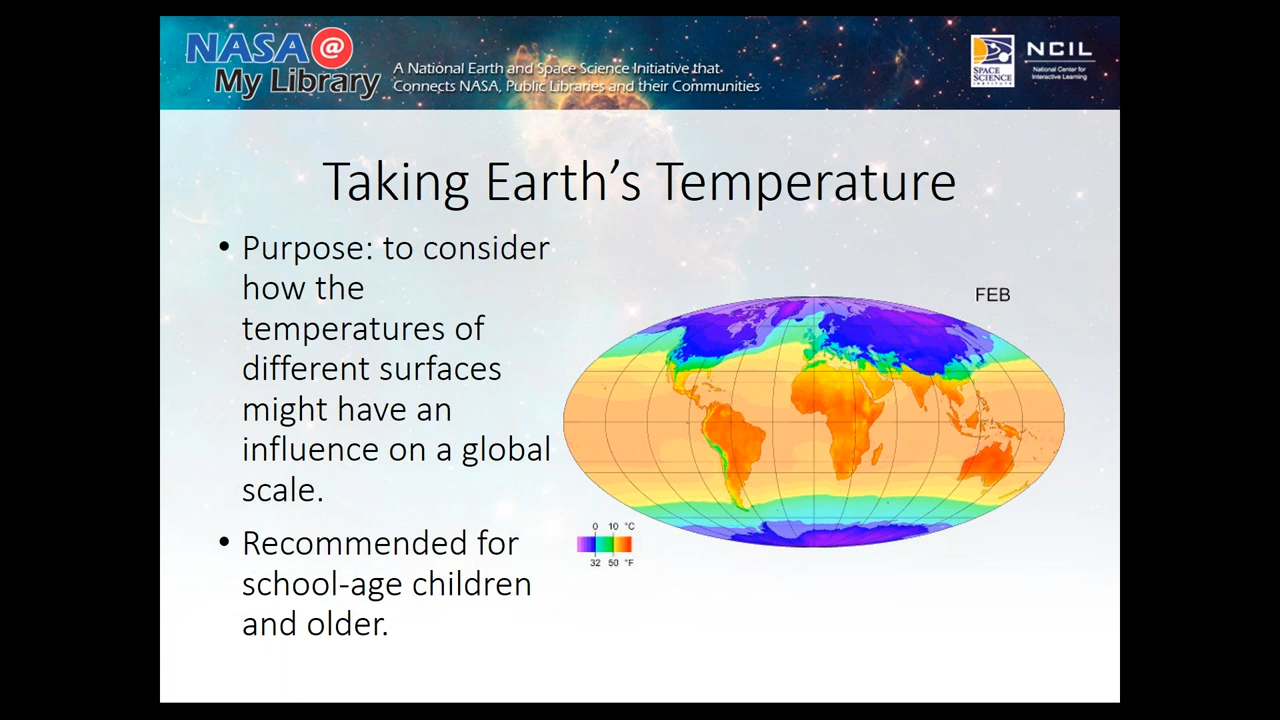 NASA @
My Library
A National Earth and Space Science Initiative that
Connects NASA, Public Libraries and their Communities
SPACE
SCIENCE
INSTITUTE
NCIL
National Center for
Interactive Learning
Taking Earth's Temperature
• Purpose: to consider
how the
temperatures of
different surfaces
might have an
influence on a global
scale.
• Recommended for
school-age children
and older.
FEB
0 10 °C
32 50 °F